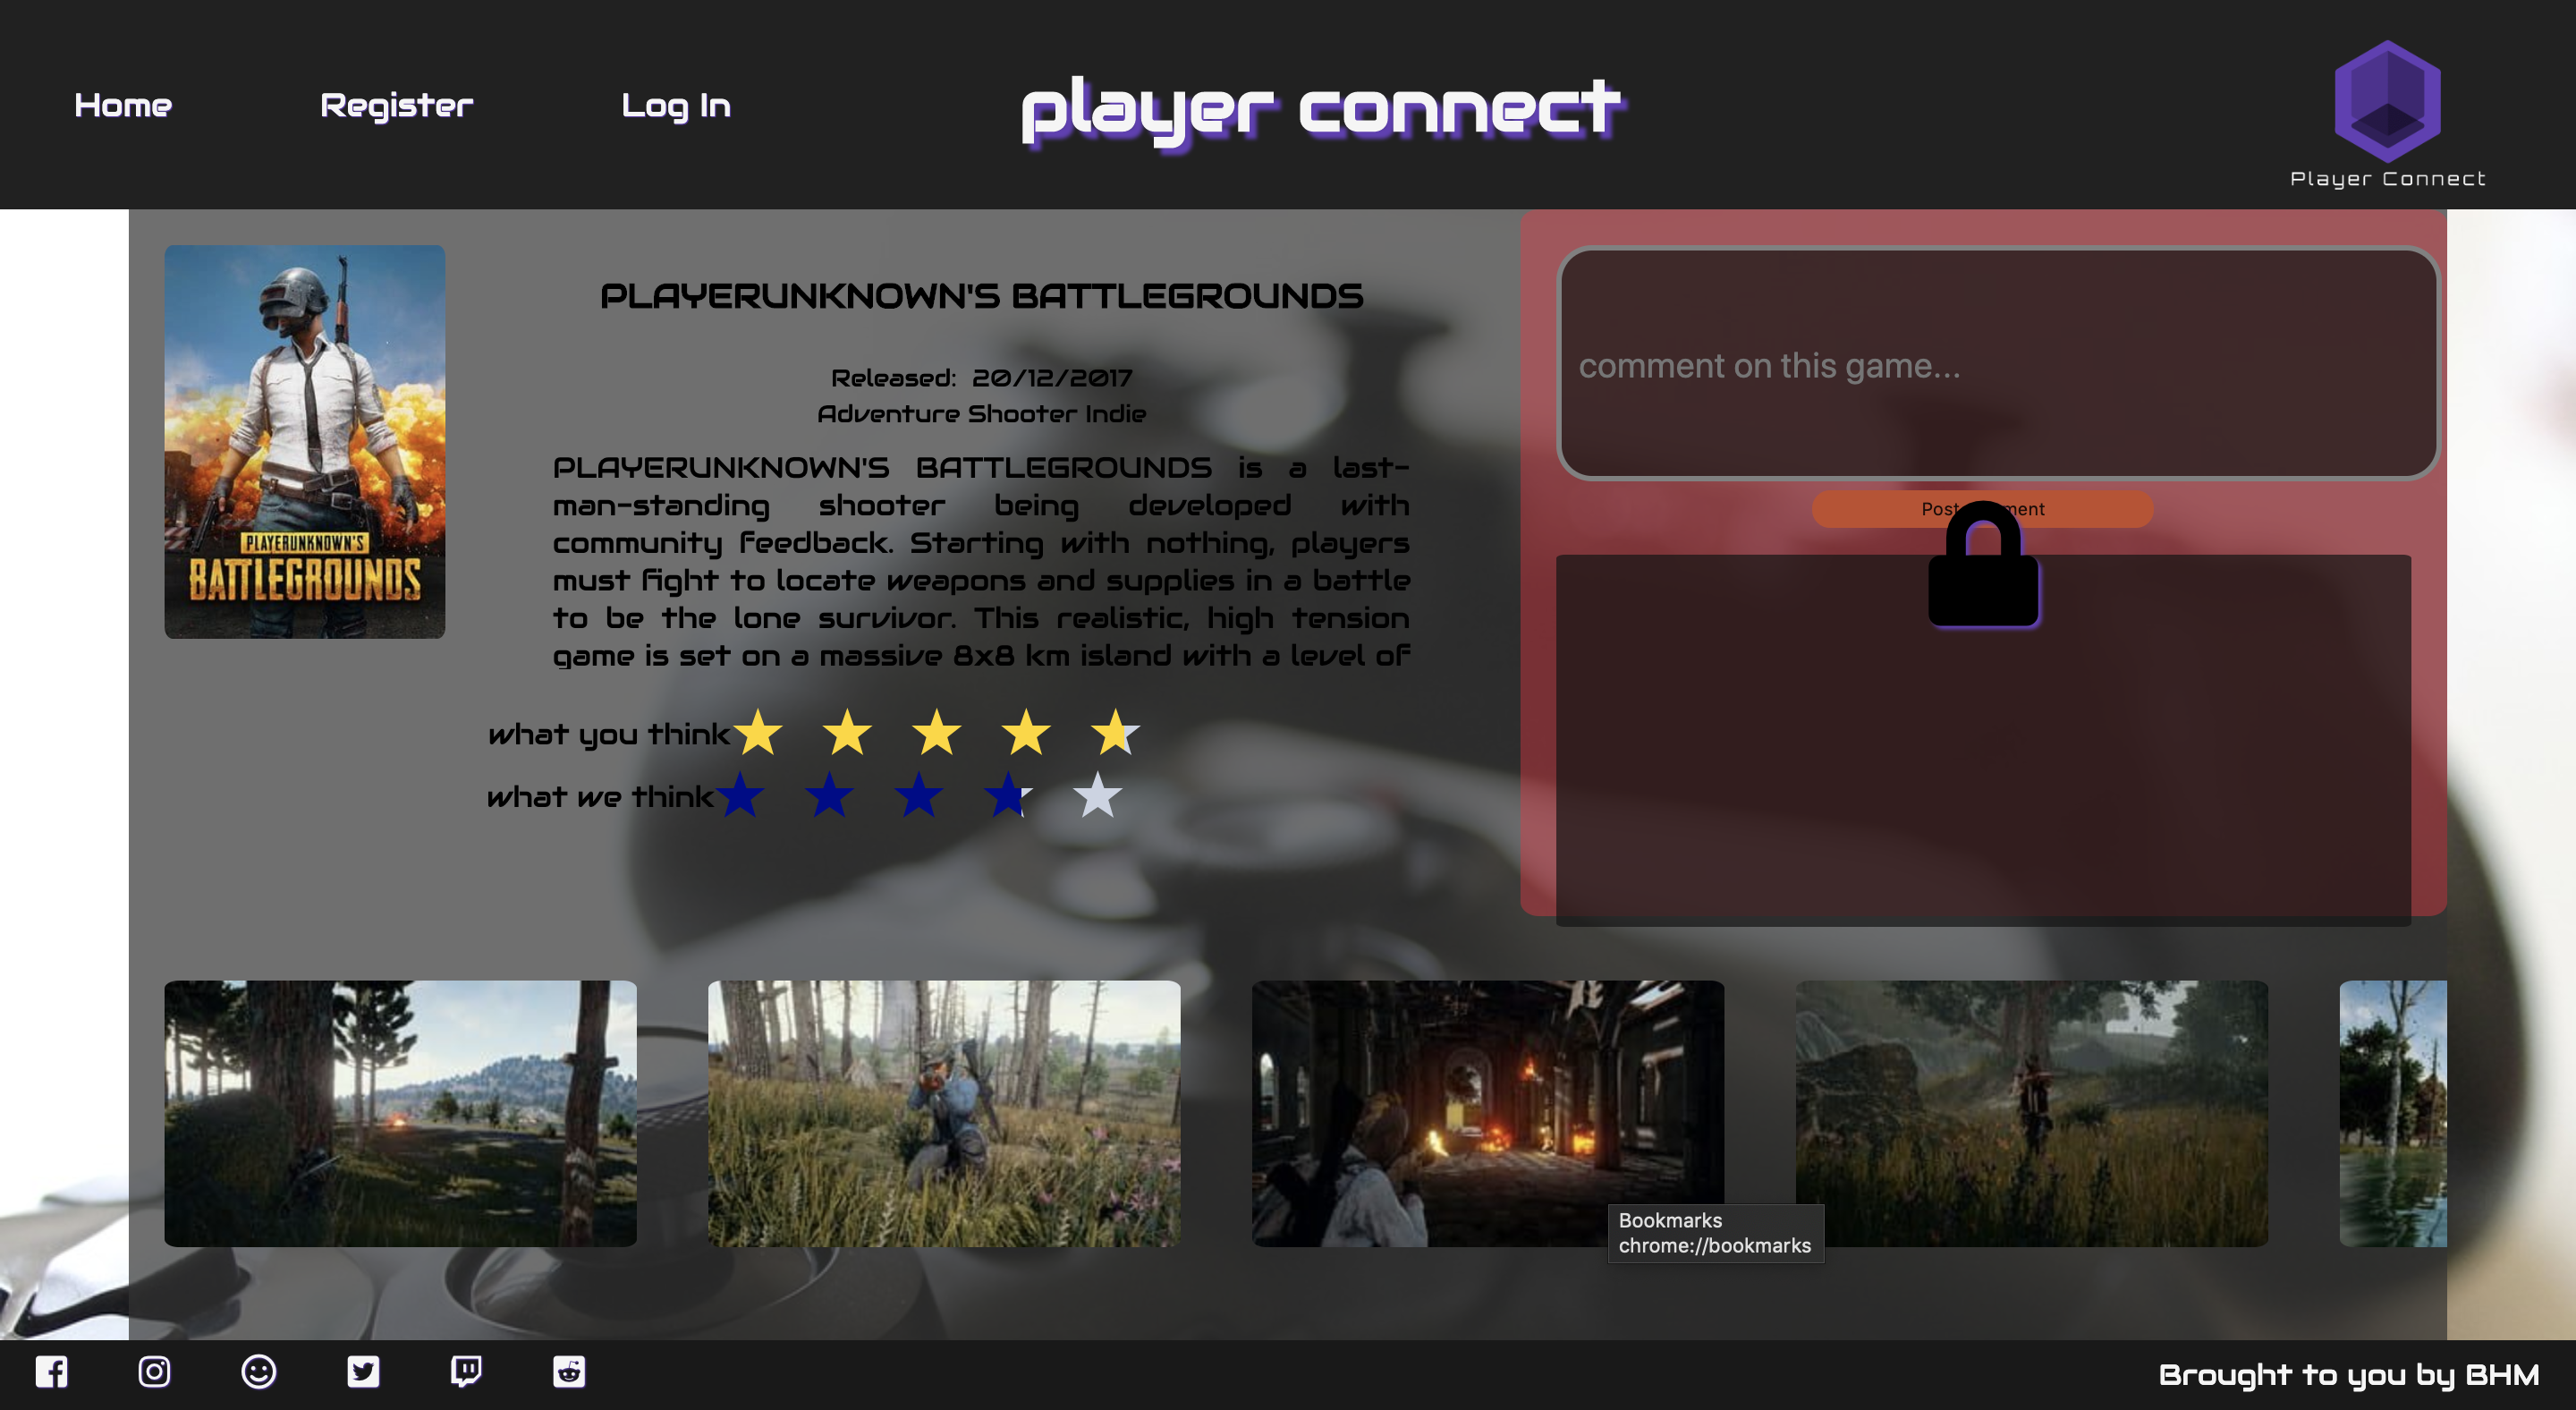 Home
Register
Log In
player connect
Player Connect
PLAYERUNKNOWN'S
BATTLEGROUNDS
PLAYERUNKNOWN'S BATTLEGROUNDS
Released: 20/12/2017
Adventure Shooter Indie
PLAYERUNKNOWN'S BATTLEGROUNDS is a last-
man-standing shooter being developed with
community feedback. Starting with nothing, players
must fight to locate weapons and supplies in a battle
to be the lone survivor. This realistic, high tension
game is set on a massive 8x8 km island with a level of
what you think
what we think
comment on this game...
Post
Bookmarks
chrome://bookmarks
Brought to you by BHM